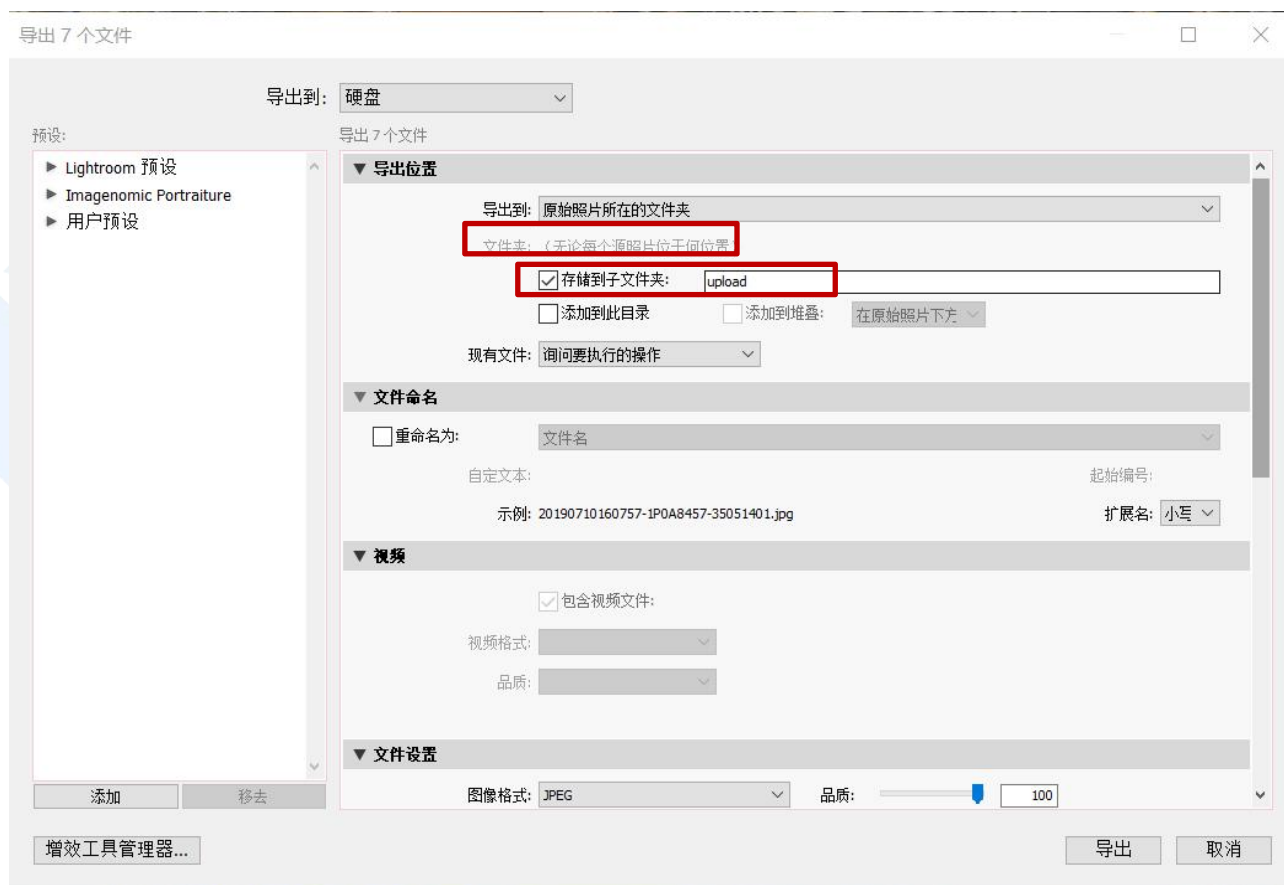 导出 7 个文件
导出到: 硬盘
预设:
导出 7 个文件
Lightroom 预设
Imagenomic Portraiture
用户预设
导出位置
导出到: 原始照片所在的文件夹
文件夹: (无论每个源照片位于何位置)
存储到子文件夹: upload
添加到此目录 添加到堆叠: 在原始照片下方
现有文件: 询问要执行的操作
文件命名
重命名为: 文件名
自定文本: 起始编号:
示例: 20190710160757-1P0A8457-35051401.jpg 扩展名: 小写
视频
包含视频文件:
视频格式:
品质:
文件设置
图像格式: JPEG 品质: 100
添加 移去
增效工具管理器... 导出 取消